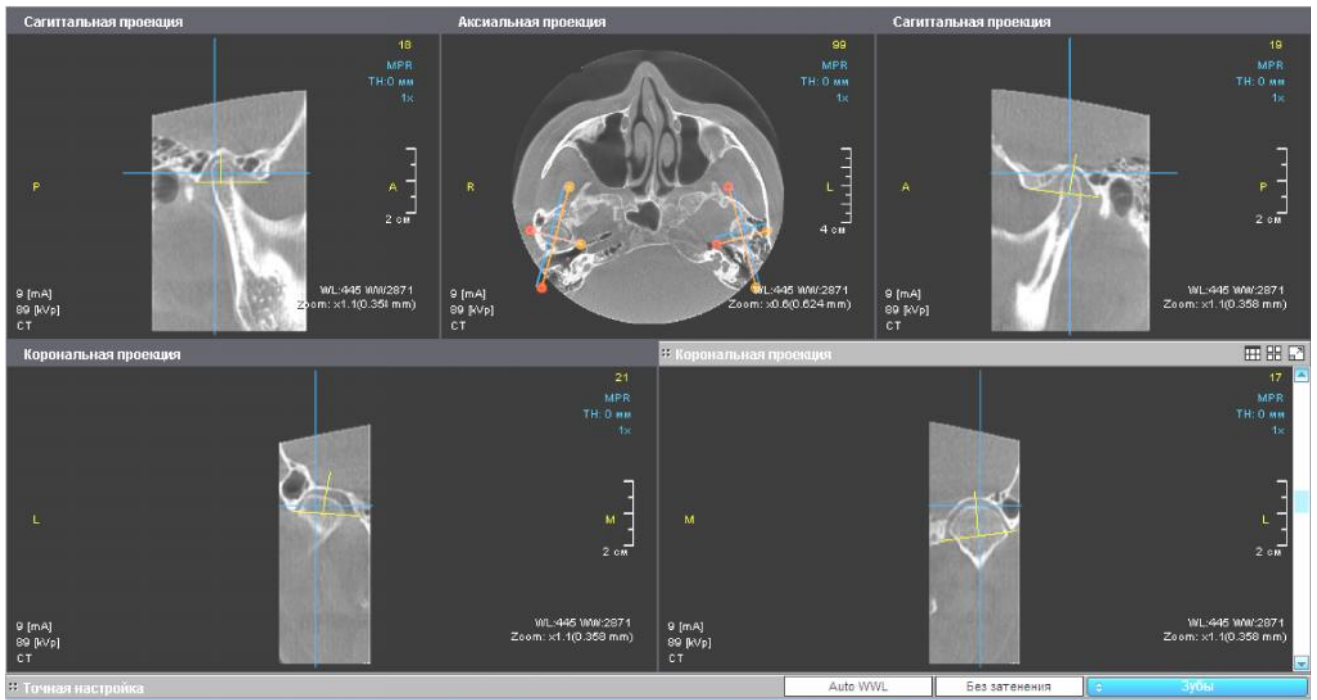 Сагиттальная проекция
18
MPR
TH:0 мм
1x
P
A
2 см
9 [mA]
89 [kVp]
CT
WL:445 WW:2871
Zoom: x1.1(0.358 mm)
Аксиальная проекция
99
MPR
TH:0 мм
1x
R
L
4 см
9 [mA]
89 [kVp]
CT
WL:445 WW:2871
Zoom: x0.6(0.624 mm)
Сагиттальная проекция
19
MPR
TH:0 мм
1x
A
P
2 см
9 [mA]
89 [kVp]
CT
WL:445 WW:2871
Zoom: x1.1(0.358 mm)
Корональная проекция
21
MPR
TH: 0 мм
1x
L
M
2 см
9 [mA]
89 [kVp]
CT
WL:445 WW:2871
Zoom: x1.1(0.358 mm)
Корональная проекция
17
MPR
TH: 0 мм
1x
M
L
2 см
9 [mA]
89 [kVp]
CT
WL:445 WW:2871
Zoom: x1.1(0.358 mm)
Точная настройка
Auto WWL
Без затенения
Зубы